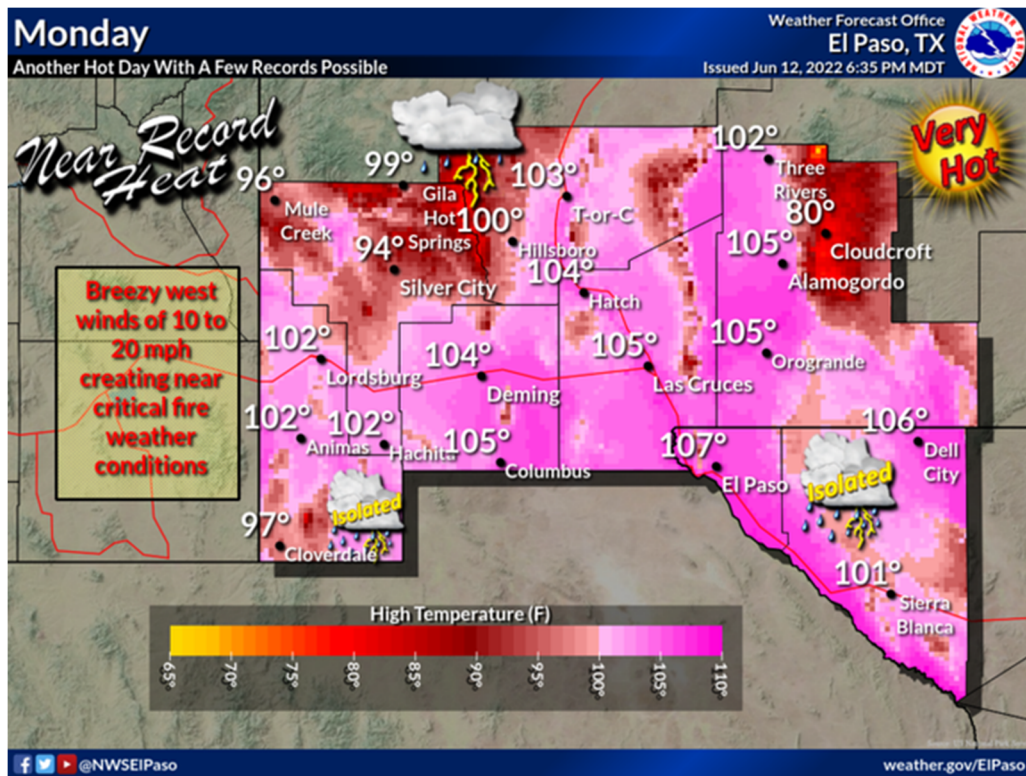 Monday
Weather Forecast Office
El Paso, TX
Another Hot Day With A Few Records Possible
Issued Jun 12, 2022 6:35 PM MDT
Near Record
Heat
Very
Hot
96°
Mule
Creek
99°
Gila
Hot
Springs
100°
Hillsboro
103°
T-or-C
102°
Three
Rivers
80°
Cloudcroft
94°
Silver City
104°
Hatch
105°
Alamogordo
Breezy west
winds of 10 to
20 mph
creating near
critical fire
weather
conditions
102°
Lordsburg
104°
Deming
105°
Las Cruces
105°
Orogrande
102°
Animas
102°
Hachita
105°
Columbus
107°
El Paso
106°
Dell
City
Isolated
Isolated
97°
Cloverdale
101°
Sierra
Blanca
High Temperature (F)
65° 70° 75° 80° 85° 90° 95° 100° 105° 110°
@NWSElPaso
weather.gov/ElPaso